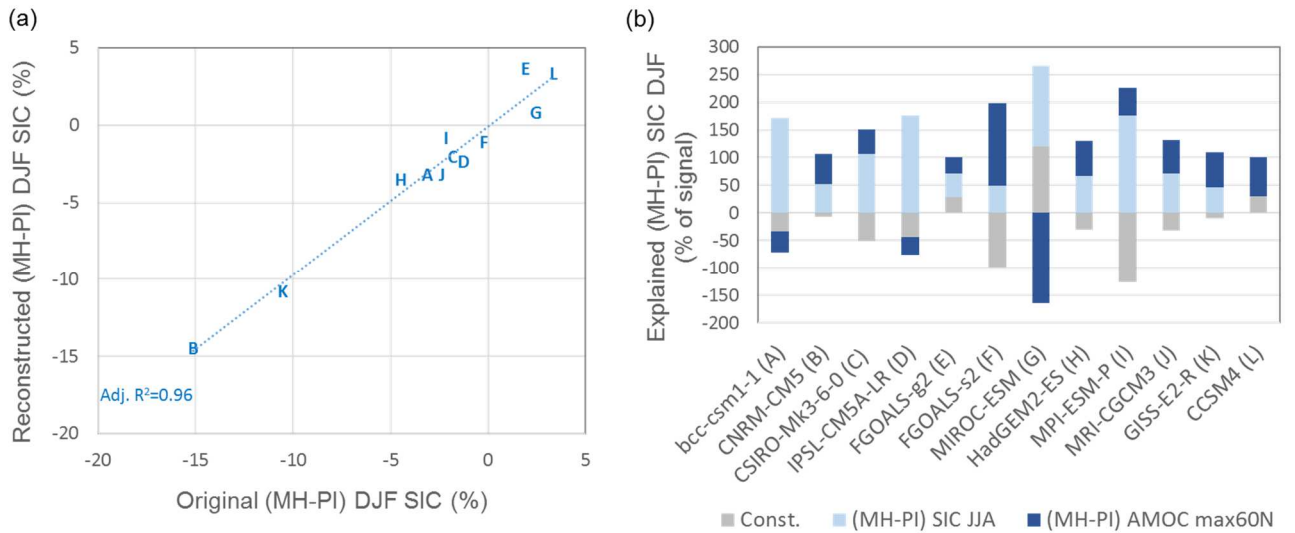 (a)
5
0
-5
-10
-15
-20
-20 -15 -10 -5 0 5
Reconstructed (MH-PI) DJF SIC (%)
Original (MH-PI) DJF SIC (%)
E
L
G
I
F
C
D
H
A
J
K
B
Adj. R²=0.96
(b)
300
250
200
150
100
50
0
-50
-100
-150
-200
Explained (MH-PI) SIC DJF
(% of signal)
bcc-csm1-1 (A)
CNRM-CM5 (B)
CSIRO-Mk3-6-0 (C)
IPSL-CM5A-LR (D)
FGOALS-g2 (E)
FGOALS-s2 (F)
MIROC-ESM (G)
HadGEM2-ES (H)
MPI-ESM-P (I)
MRI-CGCM3 (J)
GISS-E2-R (K)
CCSM4 (L)
Const. (MH-PI) SIC JJA (MH-PI) AMOC max60N